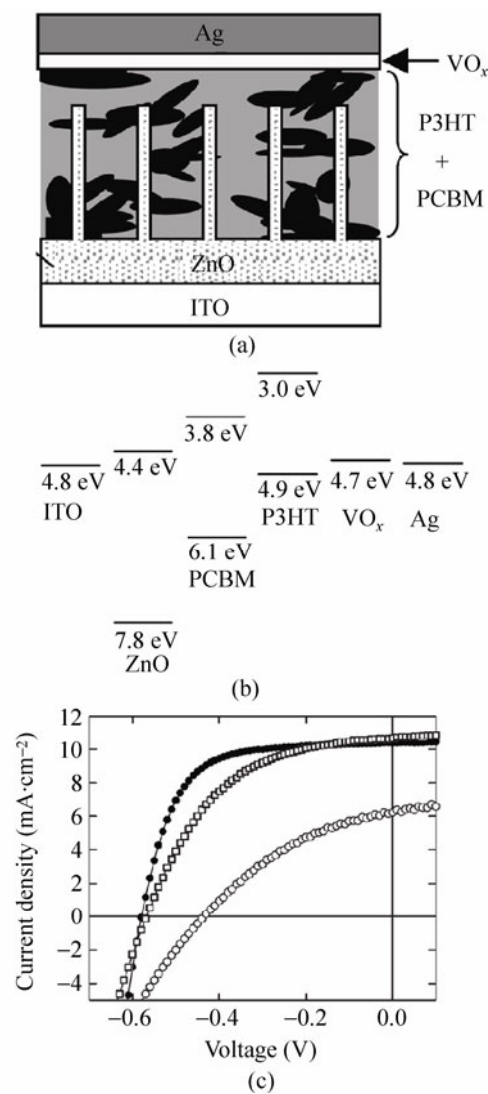 Ag
VOx
P3HT
+
PCBM
ZnO
ITO
(a)
3.0 eV
3.8 eV
4.8 eV
ITO
4.4 eV
4.9 eV
P3HT
4.7 eV
VOx
4.8 eV
Ag
6.1 eV
PCBM
7.8 eV
ZnO
(b)
Current density (mA·cm−2)
12
10
8
6
4
2
0
−2
−4
−0.6
−0.4
−0.2
0.0
Voltage (V)
(c)